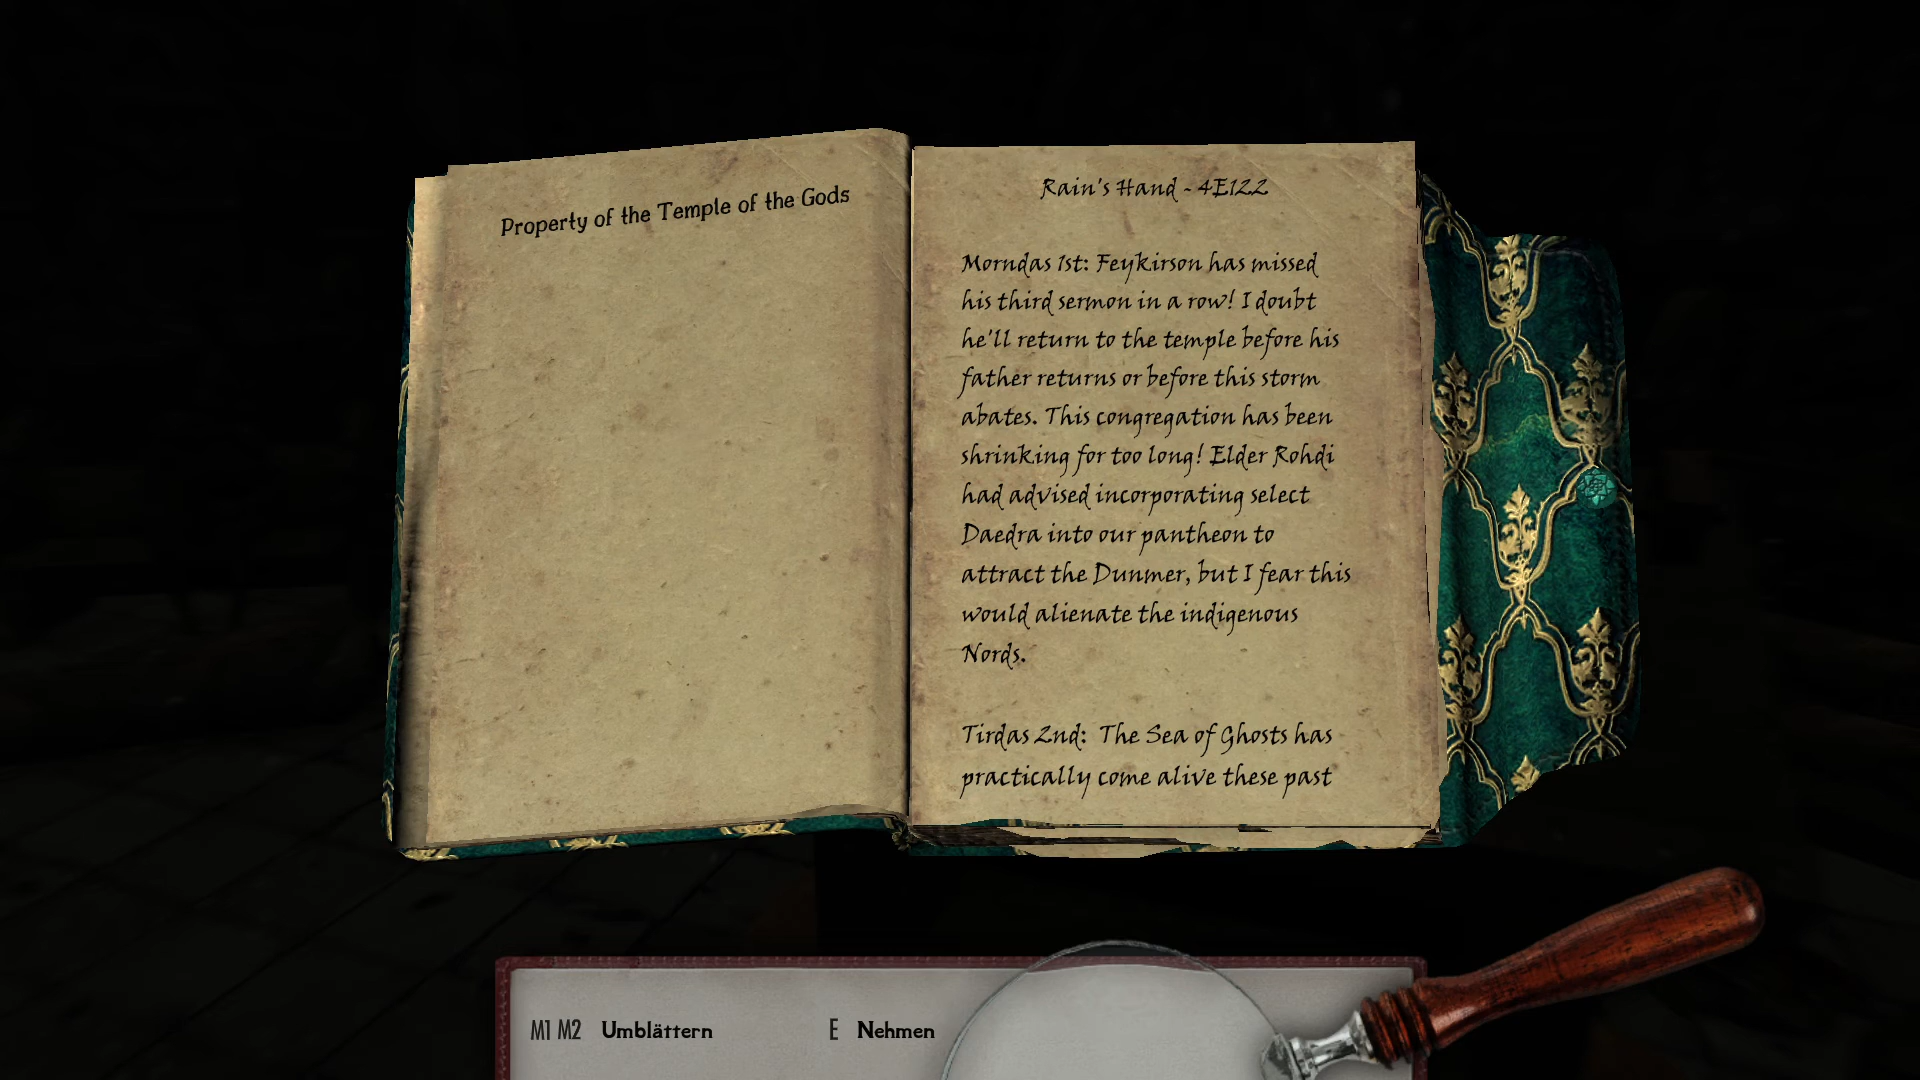 Property of the Temple of the Gods
Rain's Hand - 4E122
Morndas 1st: Feykirson has missed
his third sermon in a row! I doubt
he'll return to the temple before his
father returns or before this storm
abates. This congregation has been
shrinking for too long! Elder Rohdi
had advised incorporating select
Daedra into our pantheon to
attract the Dunmer, but I fear this
would alienate the indigenous
Nords.
Tirdas 2nd: The Sea of Ghosts has
practically come alive these past
M1 M2 Umblättern
E Nehmen